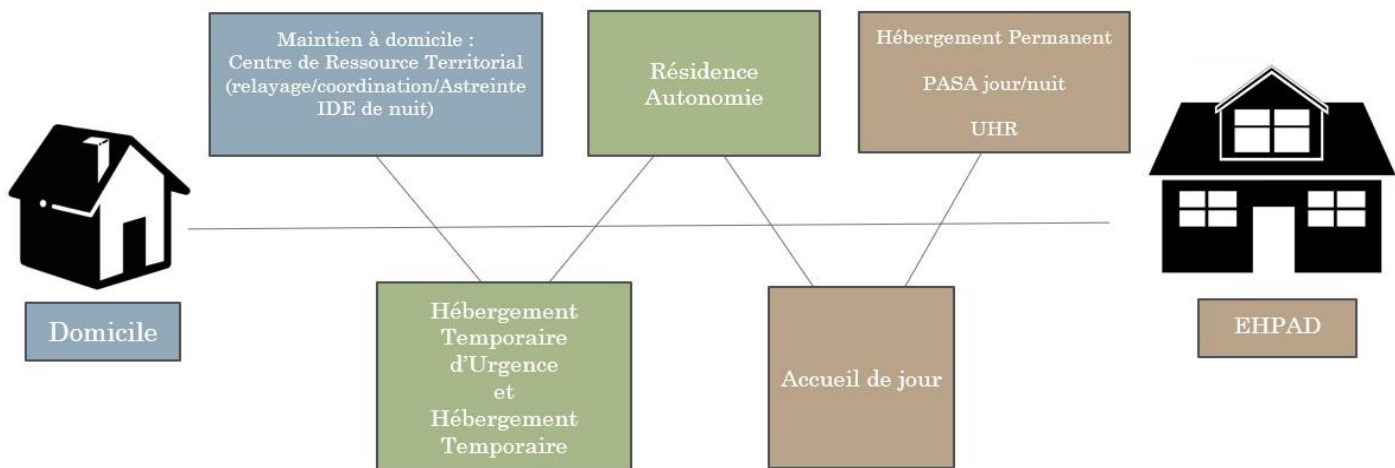 Maintien à domicile :
Centre de Ressource Territorial
(relayage/coordination/Astreinte
IDE de nuit)
Résidence
Autonomie
Hébergement Permanent
PASA jour/nuit
UHR
Domicile
Hébergement
Temporaire
d'Urgence
et
Hébergement
Temporaire
Accueil de jour
EHPAD